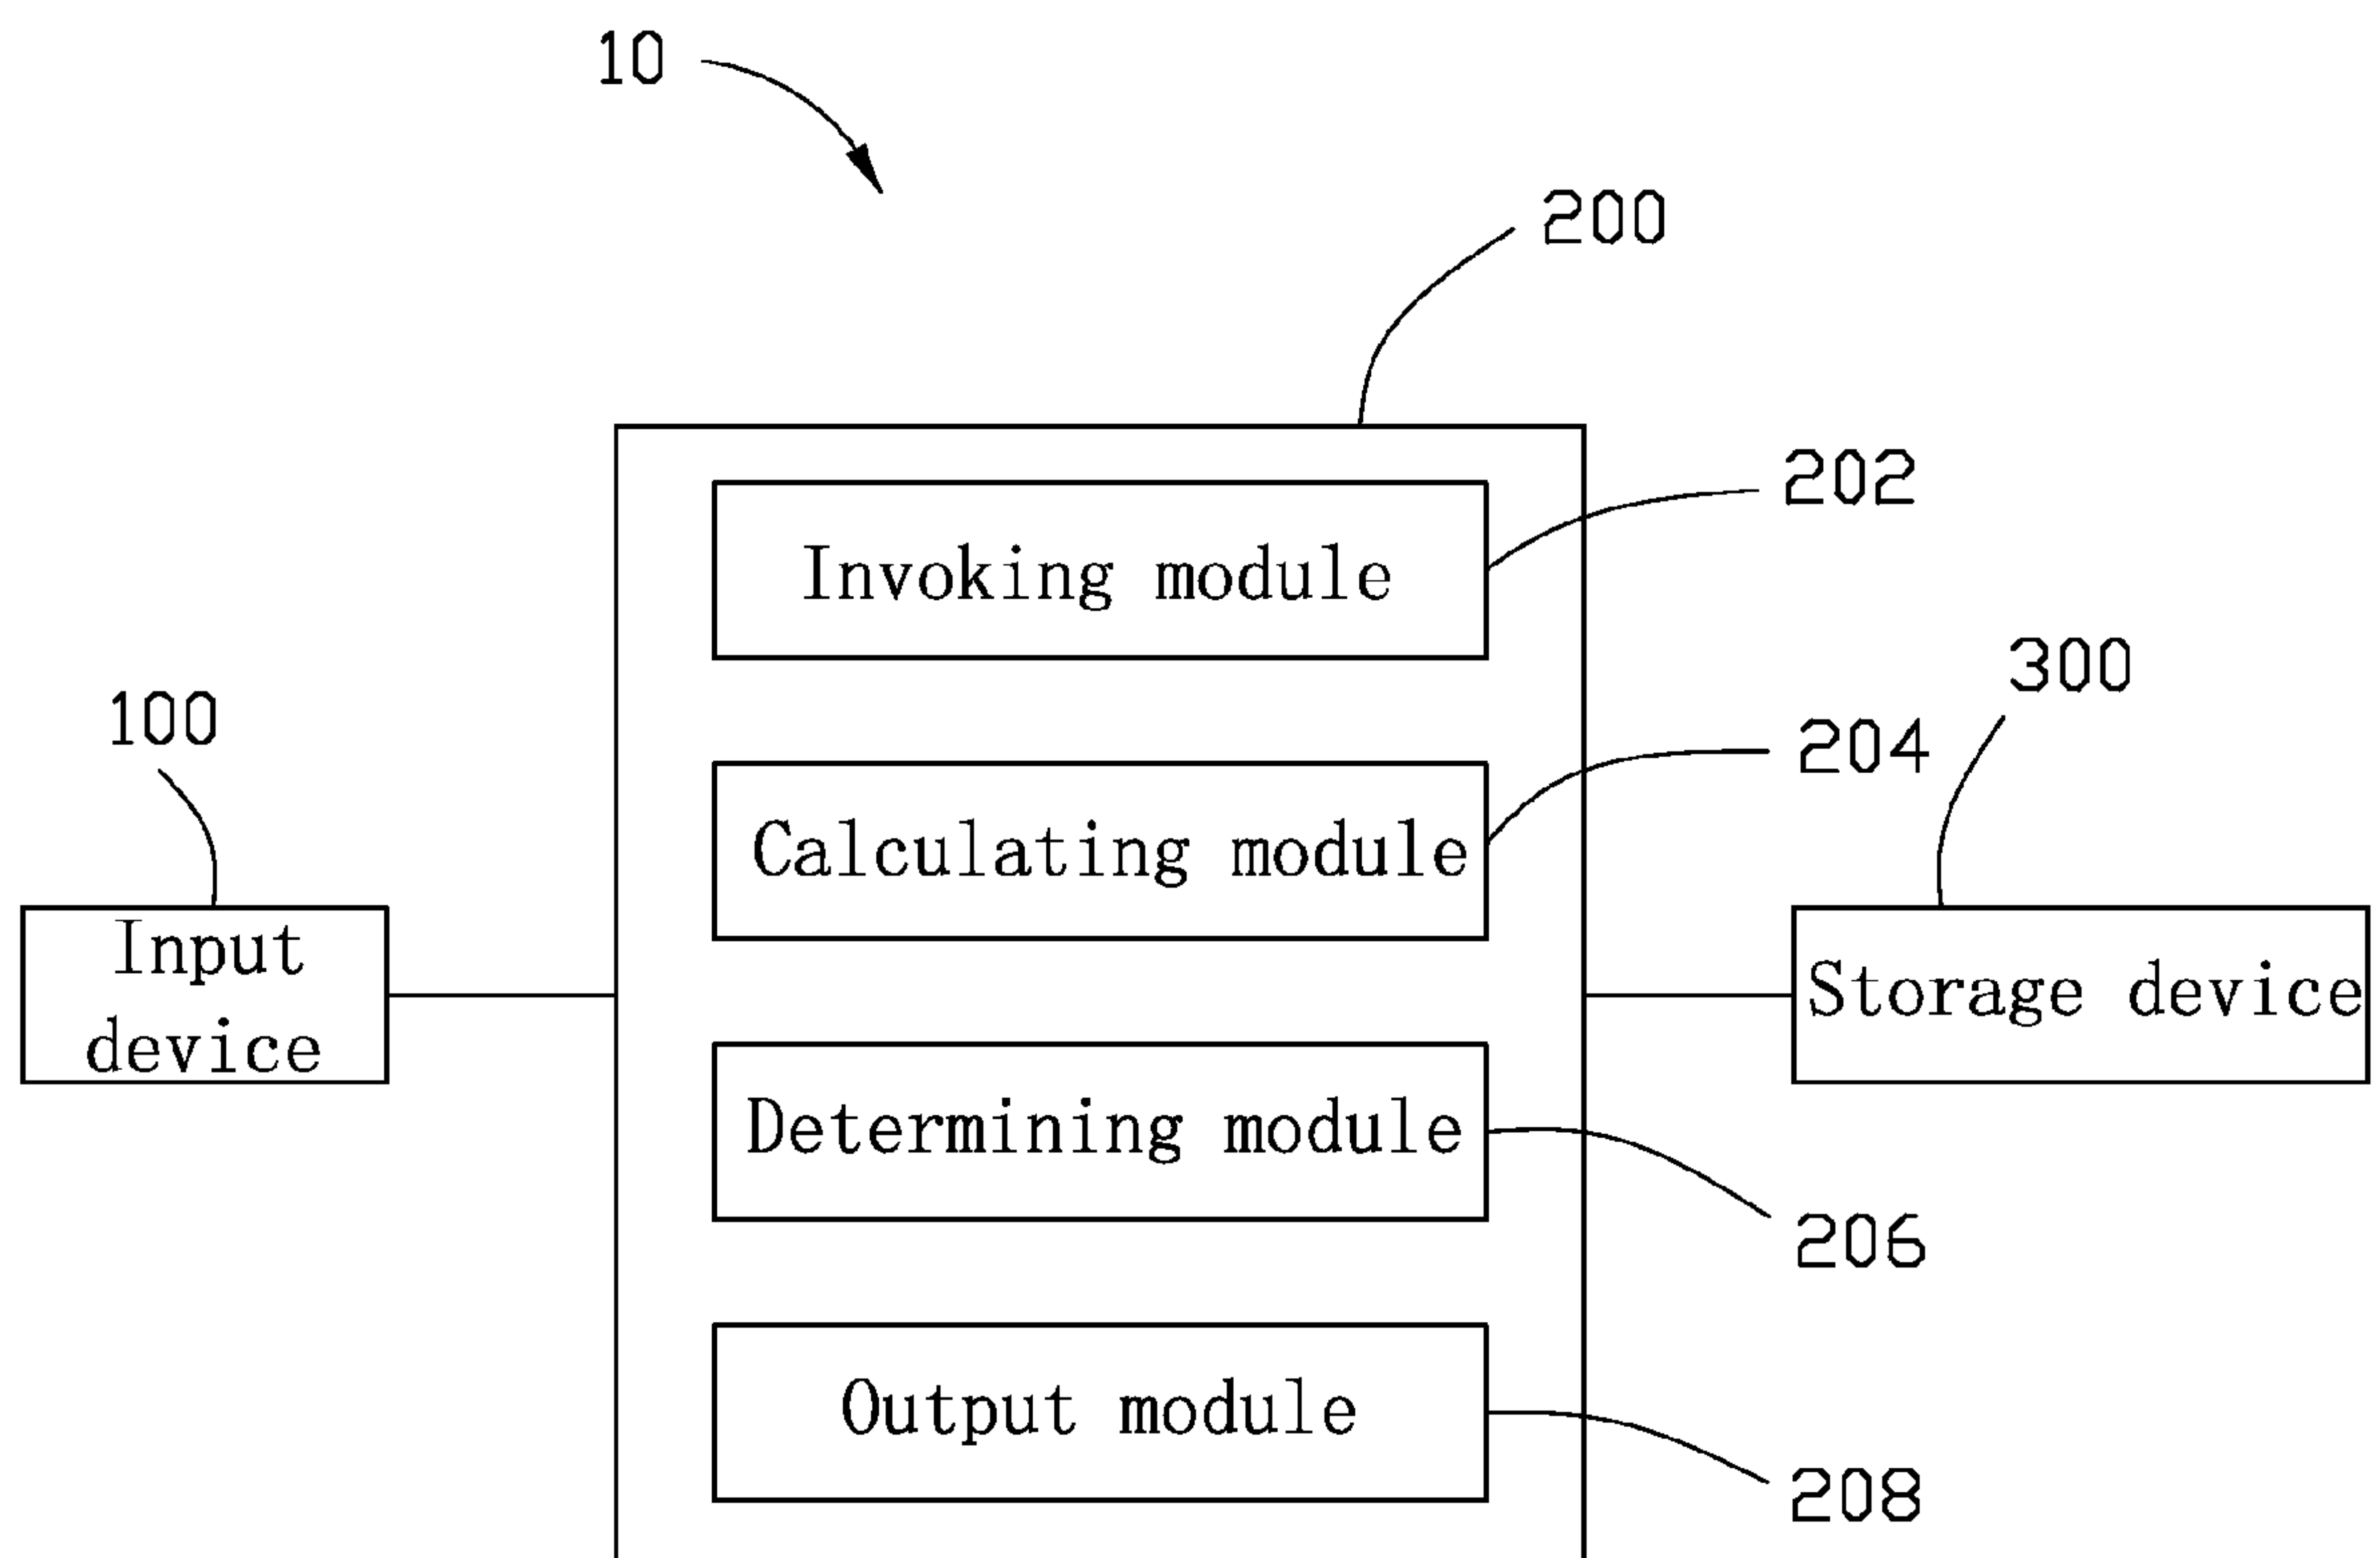 10
200
202
Invoking module
300
100
204
Calculating module
Input
device
Storage device
Determining module
206
Output module
208